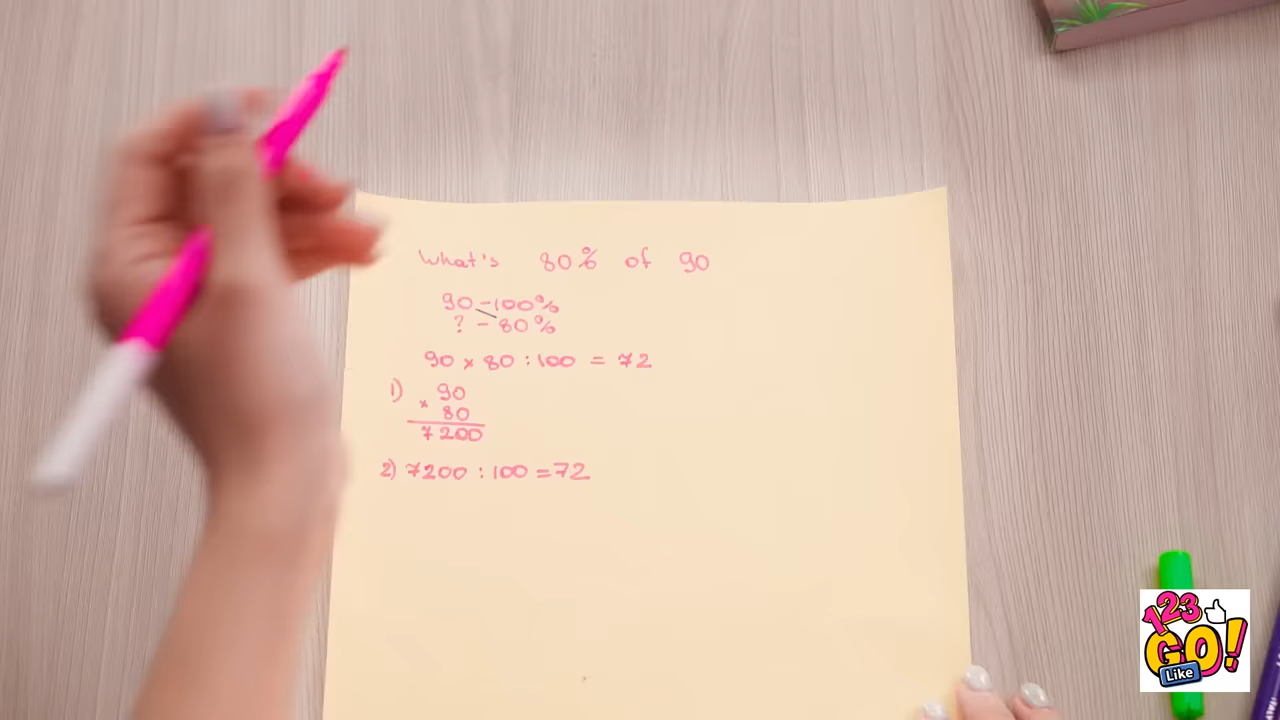 What's 80% of 90
90 - 100%
? - 80%
90 x 80 : 100 = 72
1) 90
x 80
7200
2) 7200 : 100 = 72
123
GO!
Like